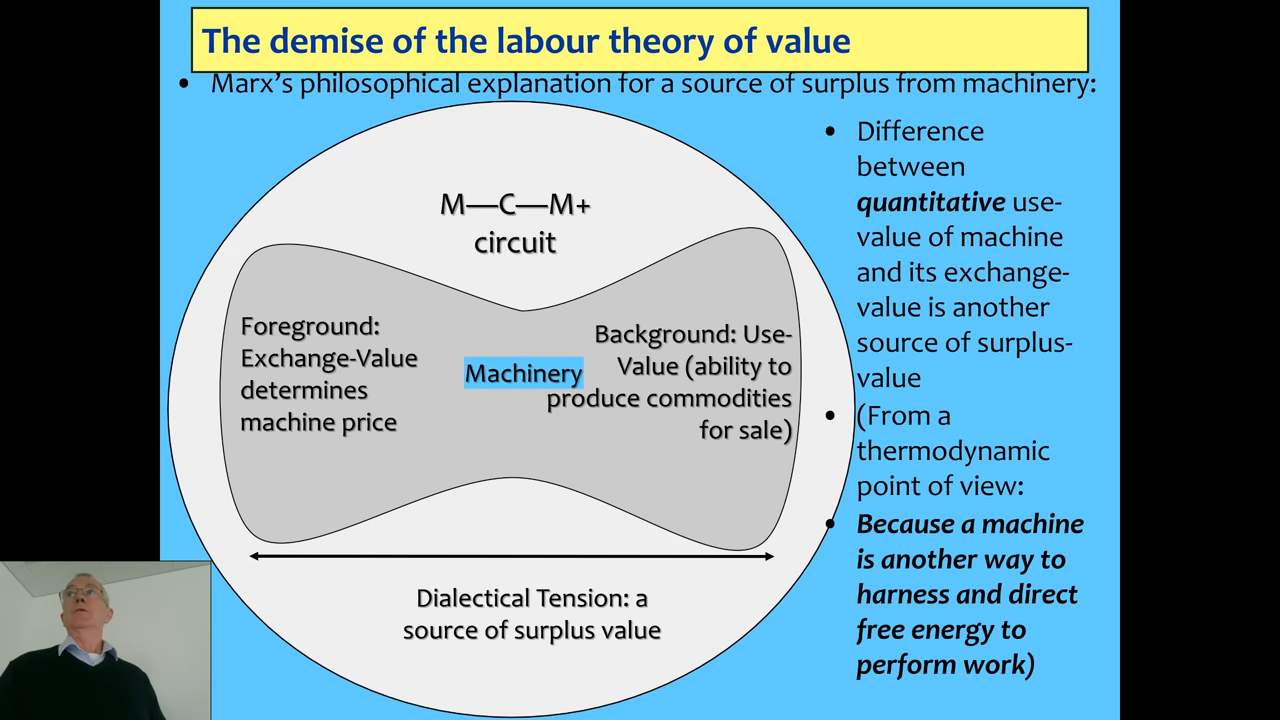 The demise of the labour theory of value
• Marx’s philosophical explanation for a source of surplus from machinery:
M—C—M+
circuit
Foreground:
Exchange-Value
determines
machine price
Machinery
Background: Use-
Value (ability to
produce commodities
for sale)
Dialectical Tension: a
source of surplus value
• Difference
between
quantitative use-
value of machine
and its exchange-
value is another
source of surplus-
value
• (From a
thermodynamic
point of view:
• Because a machine
is another way to
harness and direct
free energy to
perform work)